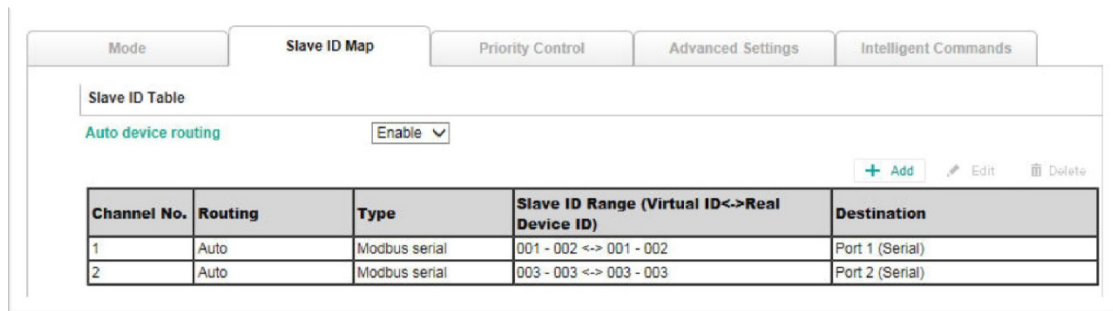 Mode Slave ID Map Priority Control Advanced Settings Intelligent Commands
Slave ID Table
Auto device routing Enable
+ Add Edit Delete
Channel No. Routing Type Slave ID Range (Virtual ID<->Real Device ID) Destination
1 Auto Modbus serial 001 - 002 <-> 001 - 002 Port 1 (Serial)
2 Auto Modbus serial 003 - 003 <-> 003 - 003 Port 2 (Serial)